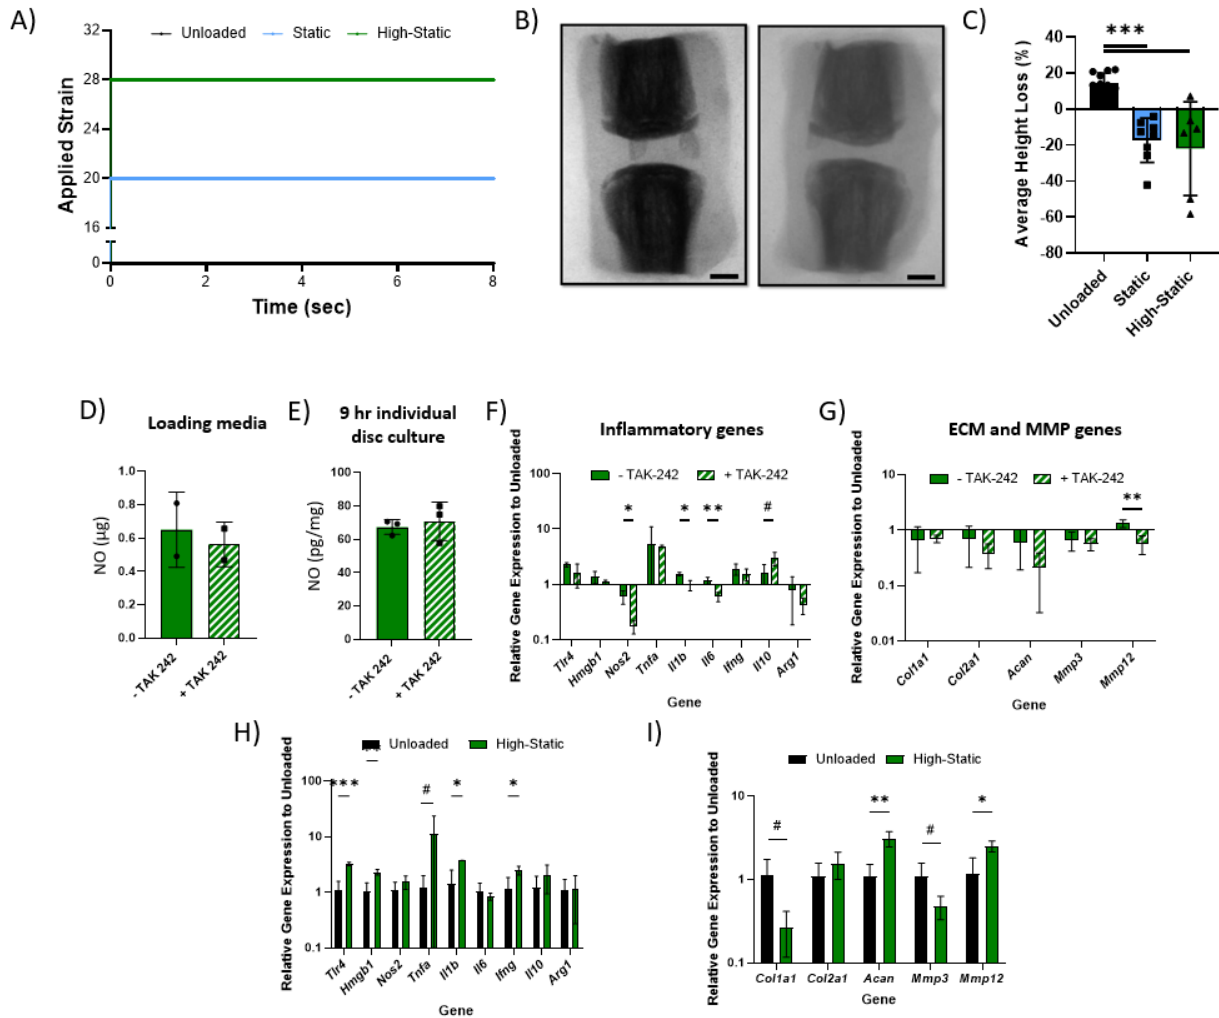 A)
Unloaded Static High-Static
Applied Strain
32
28
24
20
16
0
0 2 4 6 8
Time (sec)
B)
C)
***
Average Height Loss (%)
40
20
0
-20
-40
-60
-80
Unloaded
Static
High-Static
D)
Loading media
NO (µg)
1.0
0.8
0.6
0.4
0.2
0.0
- TAK 242
+ TAK 242
E)
9 hr individual
disc culture
NO (pg/mg)
100
80
60
40
20
0
- TAK 242
+ TAK 242
F)
Inflammatory genes
- TAK-242 + TAK-242
Relative Gene Expression to Unloaded
100
10
1
0.1
* * ** #
Tlr4 Hmgb1 Nos2 Tnfa Il1b Il6 Ifng Il10 Arg1
Gene
G)
ECM and MMP genes
- TAK-242 + TAK-242
Relative Gene Expression to Unloaded
10
1
0.1
0.01
**
Col1a1 Col2a1 Acan Mmp3 Mmp12
Gene
H)
Unloaded High-Static
Relative Gene Expression to Unloaded
100
10
1
0.1
*** # * *
Tlr4 Hmgb1 Nos2 Tnfa Il1b Il6 Ifng Il10 Arg1
Gene
I)
Unloaded High-Static
Relative Gene Expression to Unloaded
10
1
0.1
# ** # *
Col1a1 Col2a1 Acan Mmp3 Mmp12
Gene